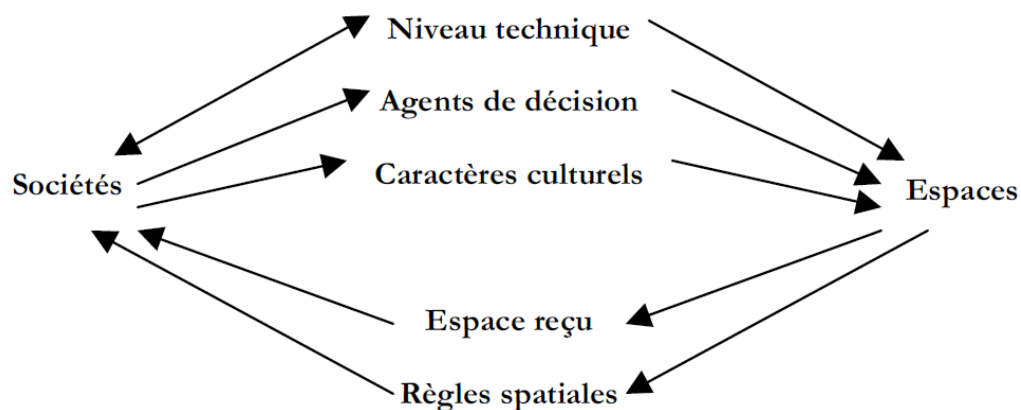 Niveau technique
Agents de décision
Caractères culturels
Sociétés
Espaces
Espace reçu
Règles spatiales